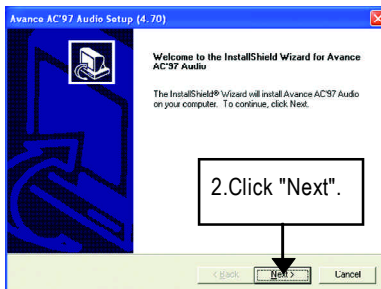 Avance AC'97 Audio Setup (4.70)
Welcome to the InstallShield Wizard for Avance
AC'97 Audio
The InstallShield® Wizard will install Avance AC'97 Audio
on your computer. To continue, click Next.
2.Click "Next".
< Back
Next >
Cancel